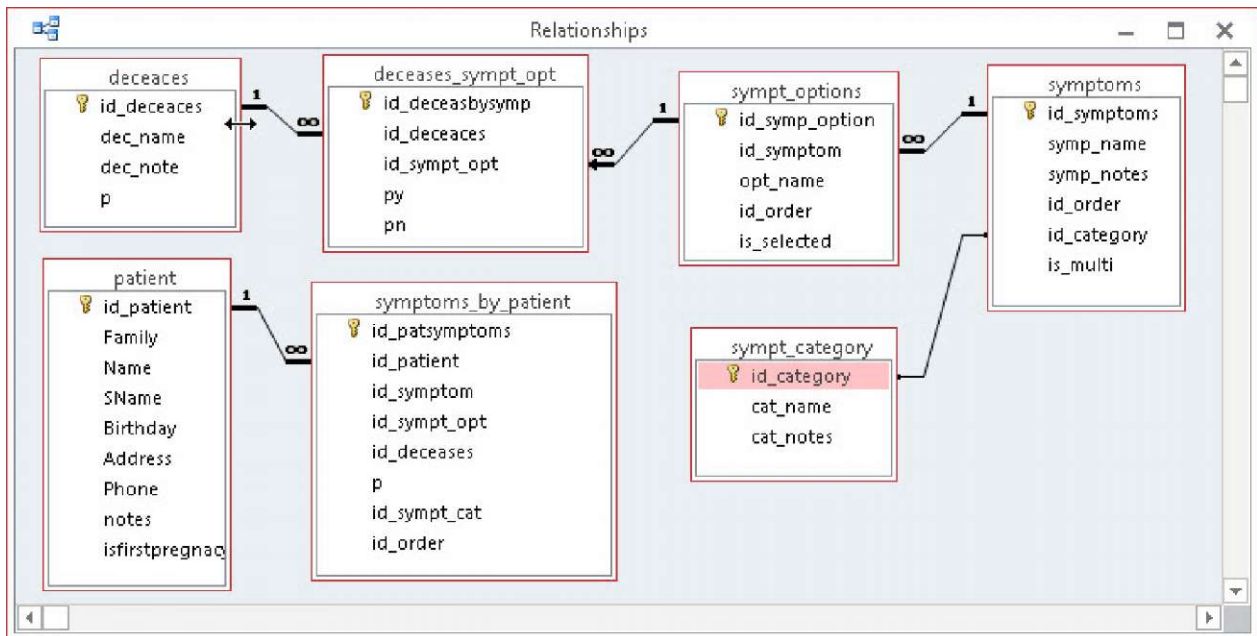 Relationships
deceaces
id_deceaces
dec_name
dec_note
p
1
∞
deceases_sympt_opt
id_deceasbysymp
id_deceaces
id_sympt_opt
py
pn
∞
1
sympt_options
id_symp_option
id_symptom
opt_name
id_order
is_selected
∞
1
symptoms
id_symptoms
symp_name
symp_notes
id_order
id_category
is_multi
patient
id_patient
Family
Name
SName
Birthday
Address
Phone
notes
isfirstpregnacy
1
∞
symptoms_by_patient
id_patsymptoms
id_patient
id_symptom
id_sympt_opt
id_deceases
p
id_sympt_cat
id_order
sympt_category
id_category
cat_name
cat_notes